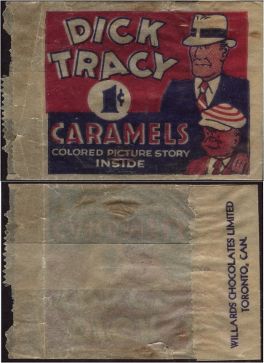 DICK
TRACY
1¢
CARAMELS
COLORED PICTURE STORY
INSIDE
WILLARDS CHOCOLATES LIMITED
TORONTO, CAN.